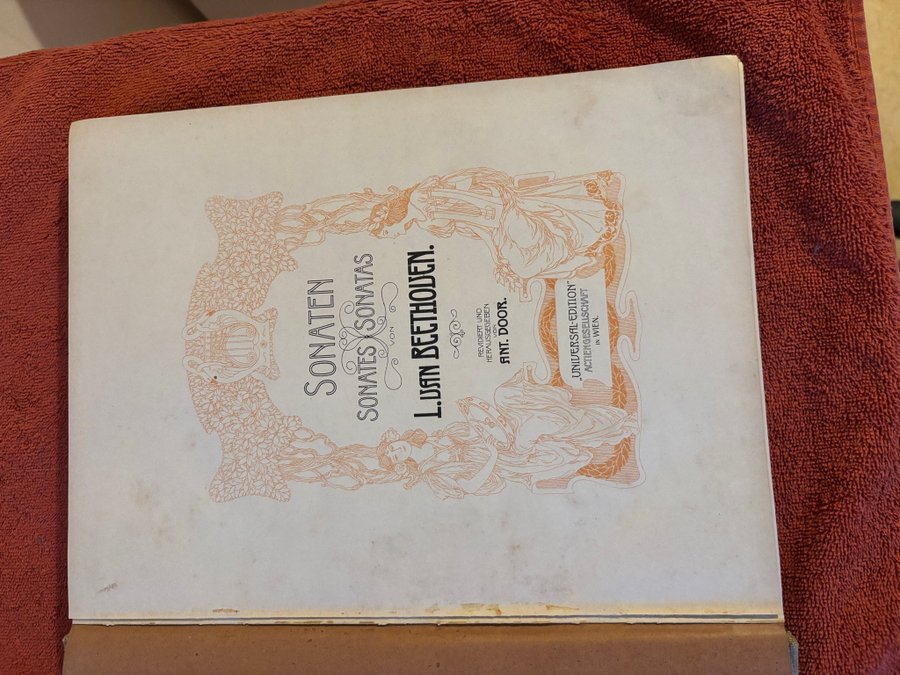 SONATEN
SONATES SONATAS
VON
L. VAN BEETHOVEN.
REVIDIERT UND
HERAUSGEGEBEN
VON
ANT. DOOR.
„UNIVERSAL-EDITION"
ACTIENGESELLSCHAFT
IN WIEN.